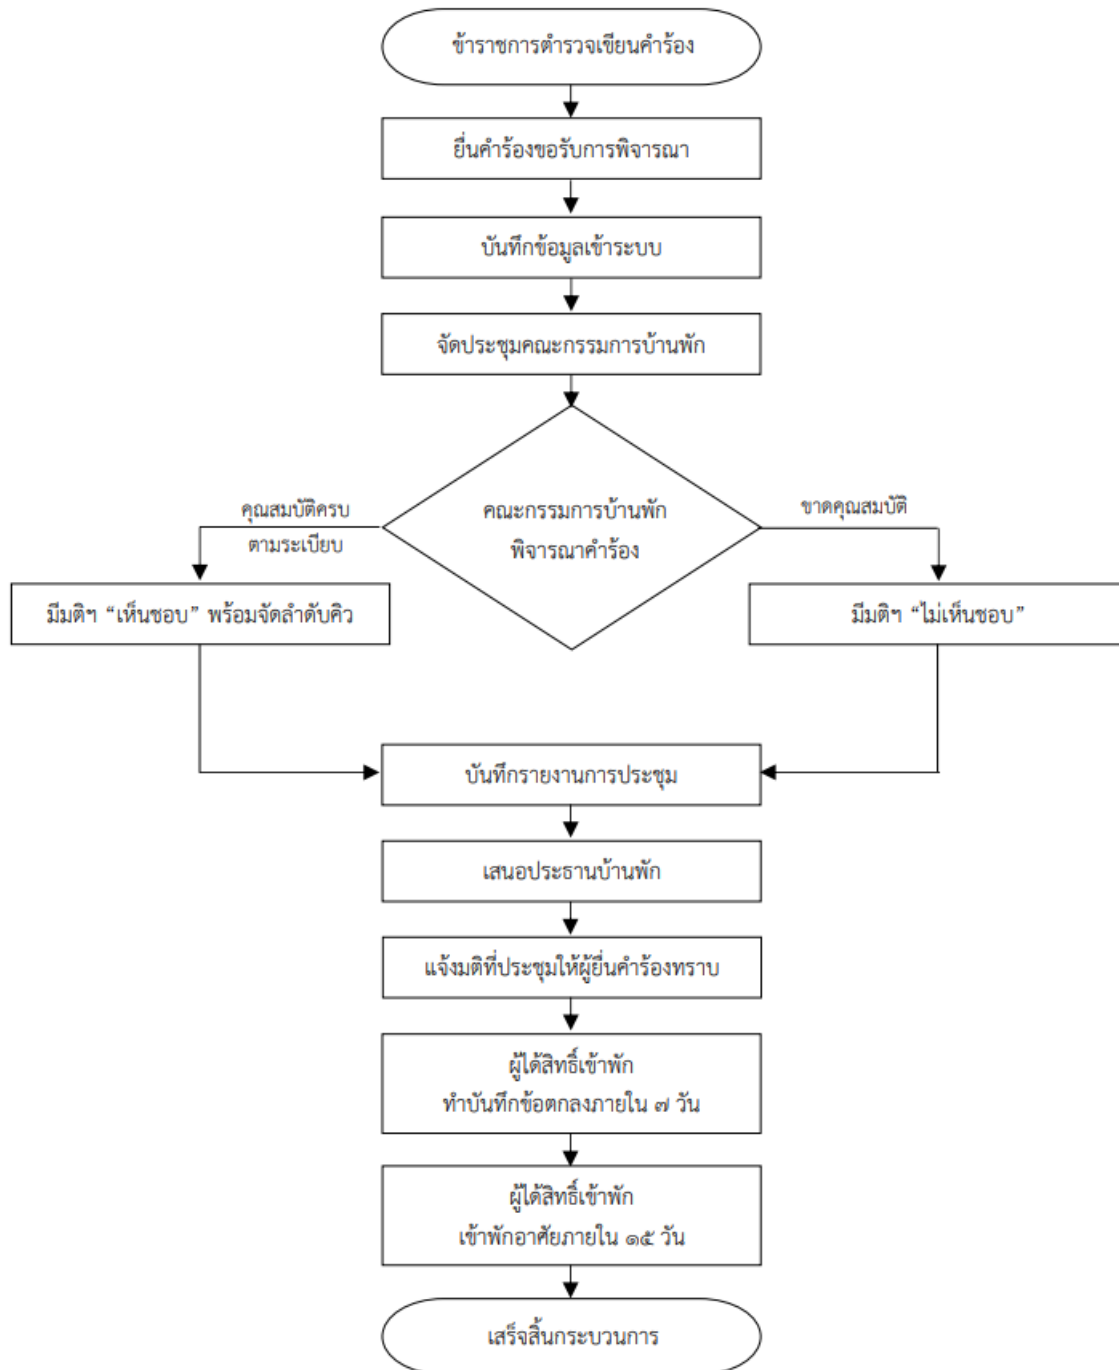 ข้าราชการตำรวจเขียนคำร้อง
ยื่นคำร้องขอรับการพิจารณา
บันทึกข้อมูลเข้าระบบ
จัดประชุมคณะกรรมการบ้านพัก
คณะกรรมการบ้านพัก
พิจารณาคำร้อง
คุณสมบัติครบ
ตามระเบียบ
ขาดคุณสมบัติ
มีมติฯ “เห็นชอบ” พร้อมจัดลำดับคิว
มีมติฯ “ไม่เห็นชอบ”
บันทึกรายงานการประชุม
เสนอประธานบ้านพัก
แจ้งมติที่ประชุมให้ผู้ยื่นคำร้องทราบ
ผู้ได้สิทธิ์เข้าพัก
ทำบันทึกข้อตกลงภายใน ๗ วัน
ผู้ได้สิทธิ์เข้าพัก
เข้าพักอาศัยภายใน ๑๕ วัน
เสร็จสิ้นกระบวนการ